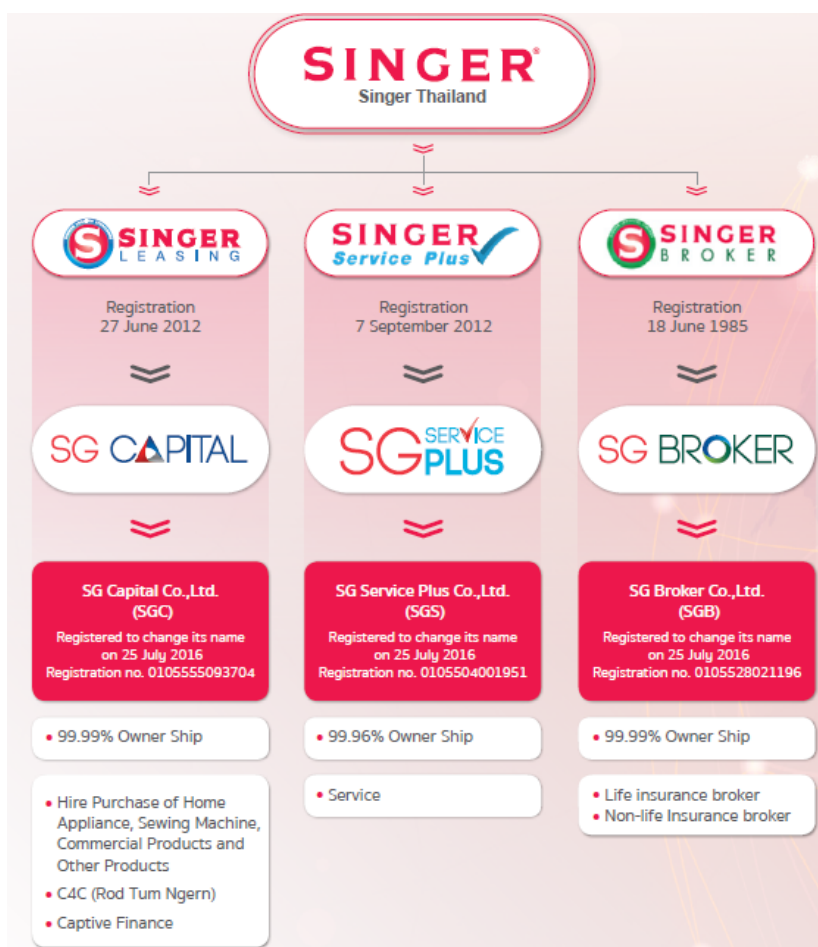 SINGER®
Singer Thailand
SINGER
LEASING
Registration
27 June 2012
SG CAPITAL
SG Capital Co.,Ltd.
(SGC)
Registered to change its name
on 25 July 2016
Registration no. 0105555093704
• 99.99% Owner Ship
• Hire Purchase of Home
Appliance, Sewing Machine,
Commercial Products and
Other Products
• C4C (Rod Tum Ngern)
• Captive Finance
SINGER
Service Plus
Registration
7 September 2012
SG SERVICE
PLUS
SG Service Plus Co.,Ltd.
(SGS)
Registered to change its name
on 25 July 2016
Registration no. 0105504001951
• 99.96% Owner Ship
• Service
SINGER
BROKER
Registration
18 June 1985
SG BROKER
SG Broker Co.,Ltd.
(SGB)
Registered to change its name
on 25 July 2016
Registration no. 0105528021196
• 99.99% Owner Ship
• Life insurance broker
• Non-life Insurance broker